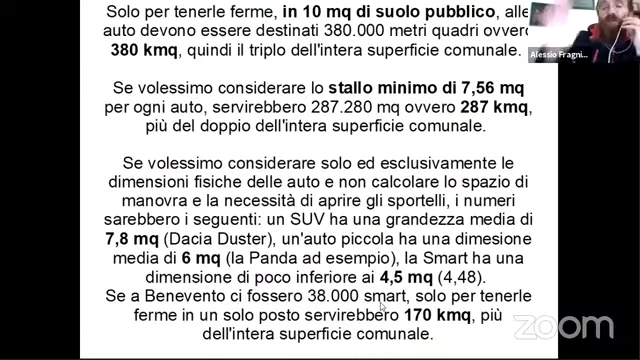 Solo per tenerle ferme, in 10 mq di suolo pubblico, alle
auto devono essere destinati 380.000 metri quadri ovvero
380 kmq, quindi il triplo dell'intera superficie comunale.
Alessio Fragni...
Se volessimo considerare lo stallo minimo di 7,56 mq
per ogni auto, servirebbero 287.280 mq ovvero 287 kmq,
più del doppio dell'intera superficie comunale.
Se volessimo considerare solo ed esclusivamente le
dimensioni fisiche delle auto e non calcolare lo spazio di
manovra e la necessità di aprire gli sportelli, i numeri
sarebbero i seguenti: un SUV ha una grandezza media di
7,8 mq (Dacia Duster), un'auto piccola ha una dimesione
media di 6 mq (la Panda ad esempio), la Smart ha una
dimensione di poco inferiore ai 4,5 mq (4,48).
Se a Benevento ci fossero 38.000 smart, solo per tenerle
ferme in un solo posto servirebbero 170 kmq, più
dell'intera superficie comunale.
zoom